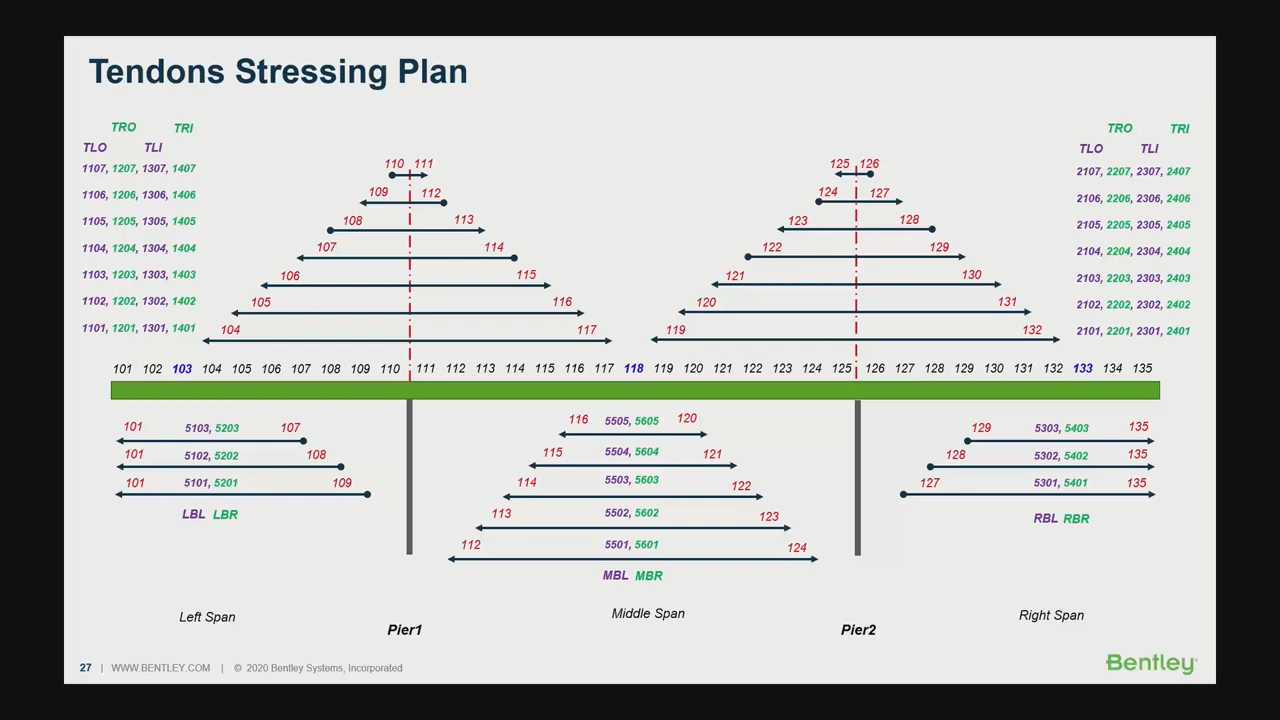 Tendons Stressing Plan
TRO TRI
TLO TLI
1107, 1207, 1307, 1407
1106, 1206, 1306, 1406
1105, 1205, 1305, 1405
1104, 1204, 1304, 1404
1103, 1203, 1303, 1403
1102, 1202, 1302, 1402
1101, 1201, 1301, 1401
110 111
109 112
108 113
107 114
106 115
105 116
104 117
125 126
124 127
123 128
122 129
121 130
120 131
119 132
TRO TRI
TLO TLI
2107, 2207, 2307, 2407
2106, 2206, 2306, 2406
2105, 2205, 2305, 2405
2104, 2204, 2304, 2404
2103, 2203, 2303, 2403
2102, 2202, 2302, 2402
2101, 2201, 2301, 2401
101 102 103 104 105 106 107 108 109 110 111 112 113 114 115 116 117 118 119 120 121 122 123 124 125 126 127 128 129 130 131 132 133 134 135
101 5103, 5203 107
101 5102, 5202 108
101 5101, 5201 109
LBL LBR
116 5505, 5605 120
115 5504, 5604 121
114 5503, 5603 122
113 5502, 5602 123
112 5501, 5601 124
MBL MBR
129 5303, 5403 135
128 5302, 5402 135
127 5301, 5401 135
RBL RBR
Left Span
Pier1
Middle Span
Pier2
Right Span
27 | WWW.BENTLEY.COM | © 2020 Bentley Systems, Incorporated
Bentley